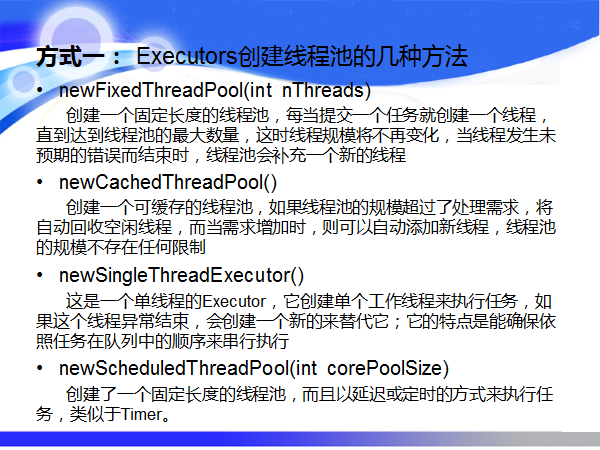 方式一： Executors创建线程池的几种方法
• newFixedThreadPool(int nThreads)
创建一个固定长度的线程池，每当提交一个任务就创建一个线程，
直到达到线程池的最大数量，这时线程规模将不再变化，当线程发生未
预期的错误而结束时，线程池会补充一个新的线程
• newCachedThreadPool()
创建一个可缓存的线程池，如果线程池的规模超过了处理需求，将
自动回收空闲线程，而当需求增加时，则可以自动添加新线程，线程池
的规模不存在任何限制
• newSingleThreadExecutor()
这是一个单线程的Executor，它创建单个工作线程来执行任务，如
果这个线程异常结束，会创建一个新的来替代它；它的特点是能确保依
照任务在队列中的顺序来串行执行
• newScheduledThreadPool(int corePoolSize)
创建了一个固定长度的线程池，而且以延迟或定时的方式来执行任
务，类似于Timer。